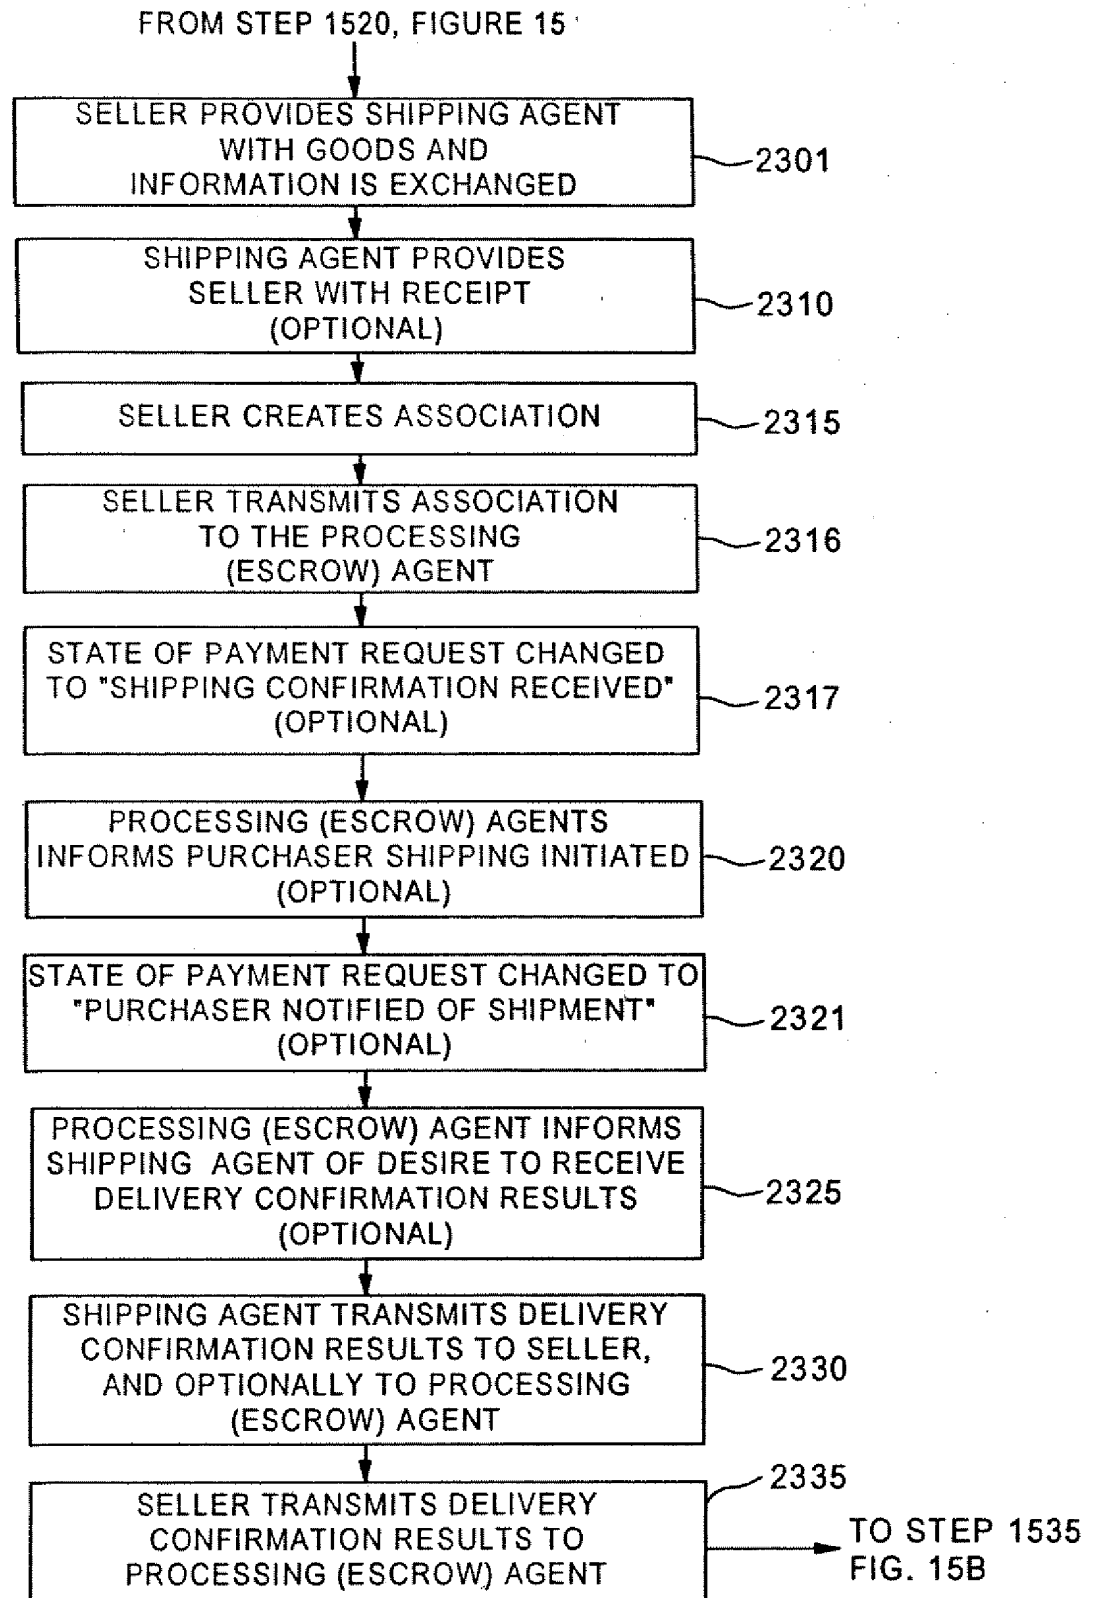 FROM STEP 1520, FIGURE 15
SELLER PROVIDES SHIPPING AGENT
WITH GOODS AND
INFORMATION IS EXCHANGED
2301
SHIPPING AGENT PROVIDES
SELLER WITH RECEIPT
(OPTIONAL)
2310
SELLER CREATES ASSOCIATION
2315
SELLER TRANSMITS ASSOCIATION
TO THE PROCESSING
(ESCROW) AGENT
2316
STATE OF PAYMENT REQUEST CHANGED
TO "SHIPPING CONFIRMATION RECEIVED"
(OPTIONAL)
2317
PROCESSING (ESCROW) AGENTS
INFORMS PURCHASER SHIPPING INITIATED
(OPTIONAL)
2320
STATE OF PAYMENT REQUEST CHANGED TO
"PURCHASER NOTIFIED OF SHIPMENT"
(OPTIONAL)
2321
PROCESSING (ESCROW) AGENT INFORMS
SHIPPING AGENT OF DESIRE TO RECEIVE
DELIVERY CONFIRMATION RESULTS
(OPTIONAL)
2325
SHIPPING AGENT TRANSMITS DELIVERY
CONFIRMATION RESULTS TO SELLER,
AND OPTIONALLY TO PROCESSING
(ESCROW) AGENT
2330
SELLER TRANSMITS DELIVERY
CONFIRMATION RESULTS TO
PROCESSING (ESCROW) AGENT
2335
TO STEP 1535
FIG. 15B